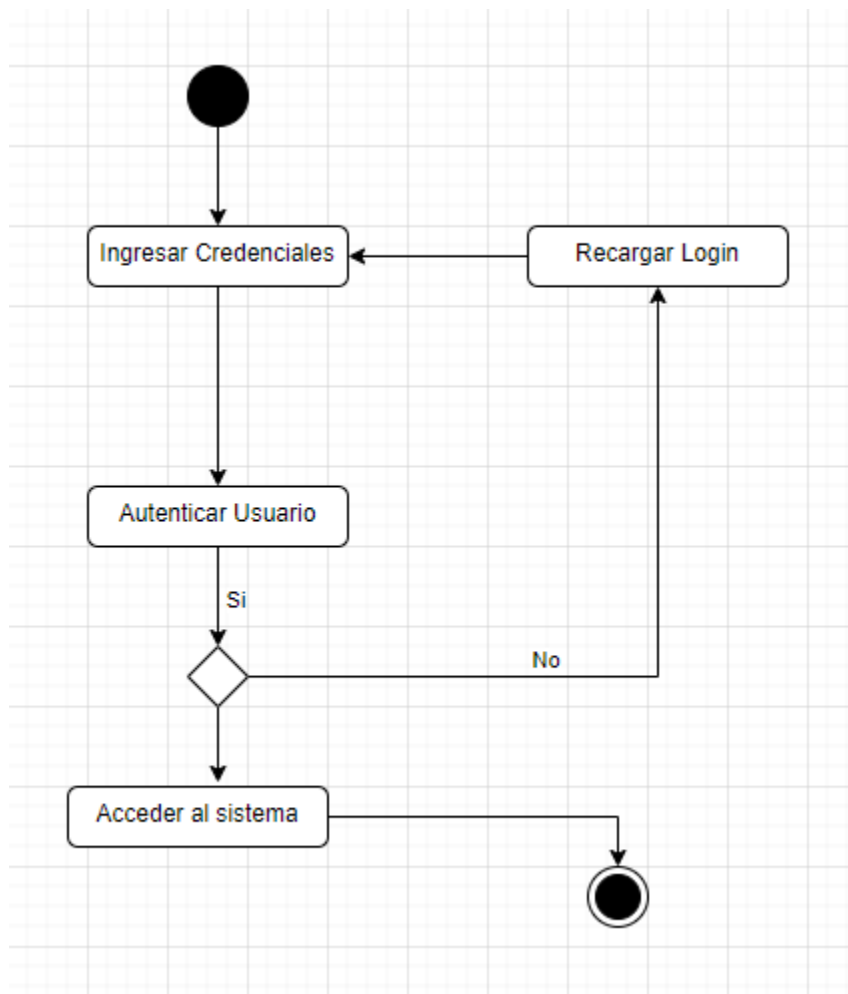 Ingresar Credenciales
Recargar Login
Autenticar Usuario
Si
No
Acceder al sistema